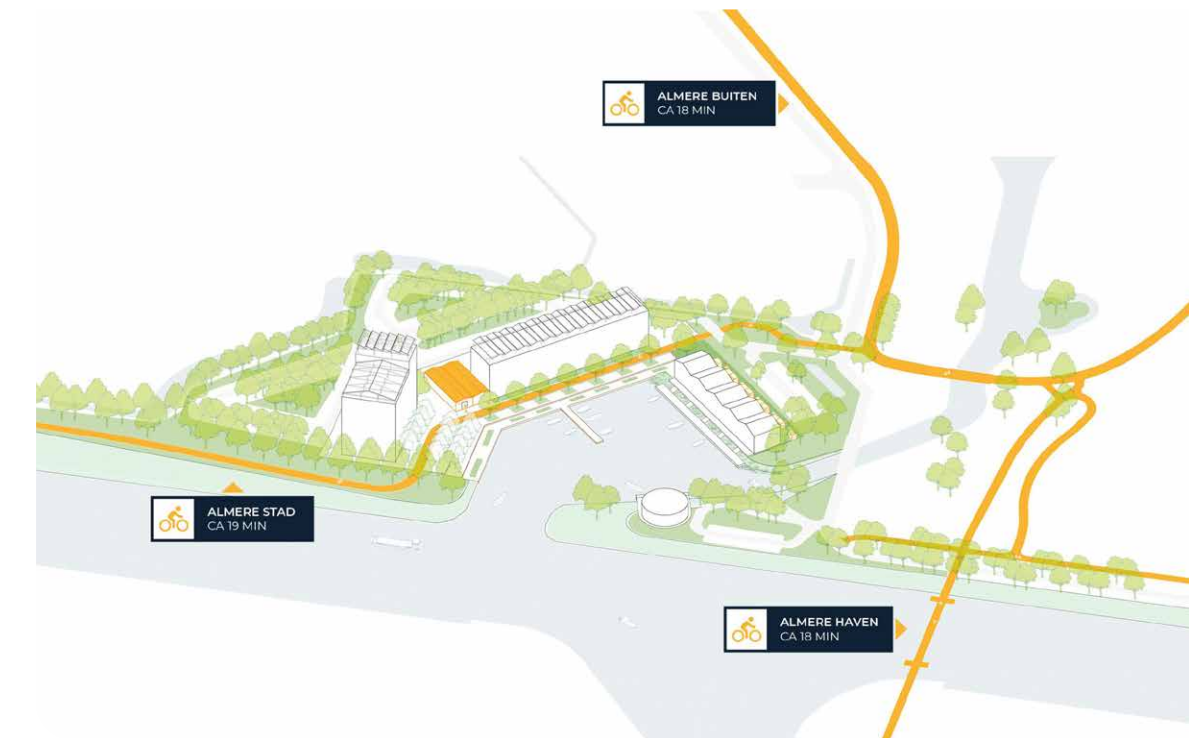 ALMERE BUITEN
CA 18 MIN
ALMERE STAD
CA 19 MIN
ALMERE HAVEN
CA 18 MIN